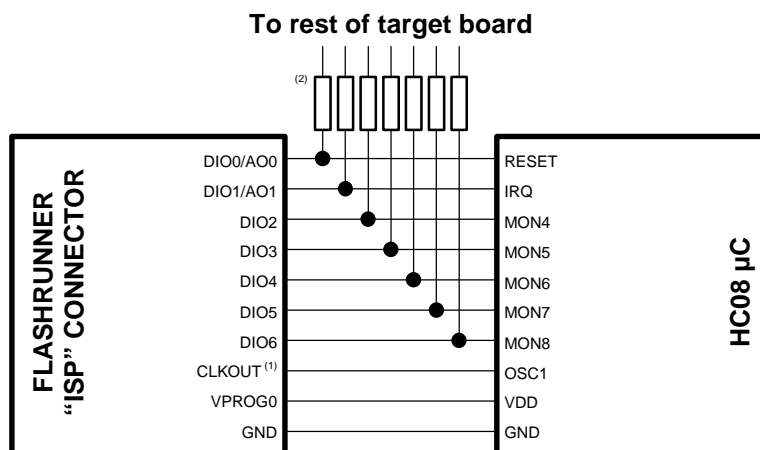 To rest of target board
(2)
FLASHRUNNER
“ISP” CONNECTOR
DIO0/AO0
DIO1/AO1
DIO2
DIO3
DIO4
DIO5
DIO6
CLKOUT (1)
VPROG0
GND
RESET
IRQ
MON4
MON5
MON6
MON7
MON8
OSC1
VDD
GND
HC08 µC